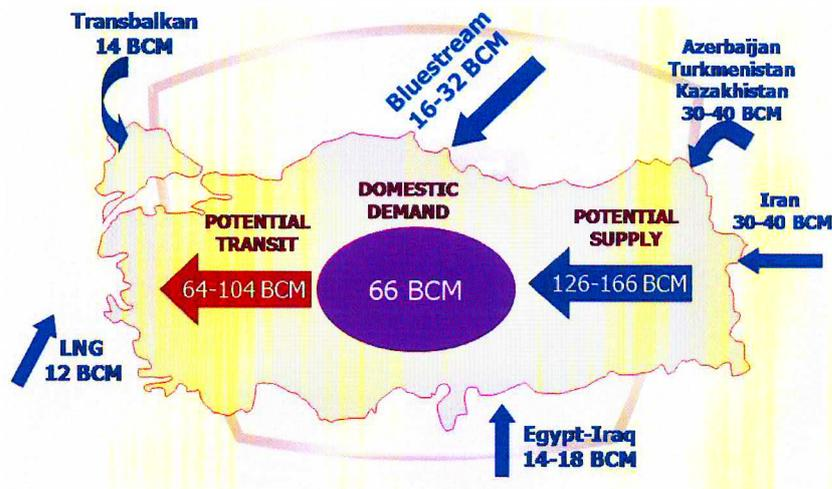 Transbalkan
14 BCM
Bluestream
16-32 BCM
Azerbaijan
Turkmenistan
Kazakhistan
30-40 BCM
Iran
30-40 BCM
DOMESTIC
DEMAND
POTENTIAL
TRANSIT
POTENTIAL
SUPPLY
64-104 BCM
66 BCM
126-166 BCM
LNG
12 BCM
Egypt-Iraq
14-18 BCM